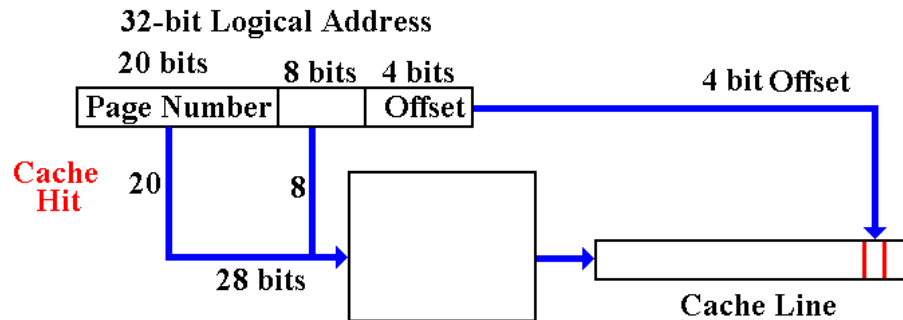 32-bit Logical Address
20 bits
8 bits
4 bits
4 bit Offset
Page Number
Offset
Cache
Hit
20
8
28 bits
Cache Line